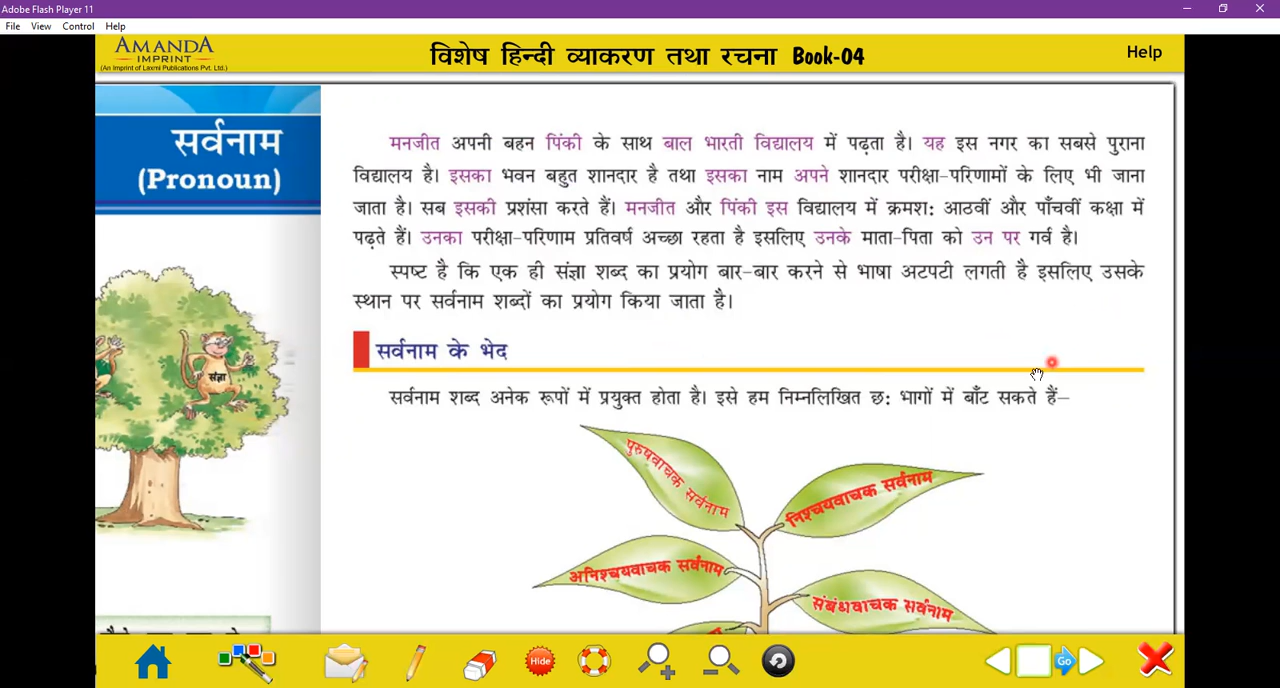 Adobe Flash Player 11
File View Control Help
AMANDA
IMPRINT
(An Imprint of Laxmi Publications Pvt. Ltd.)
विशेष हिन्दी व्याकरण तथा रचना Book-04
Help
सर्वनाम
(Pronoun)
संज्ञा
मनजीत अपनी बहन पिंकी के साथ बाल भारती विद्यालय में पढ़ता है। यह इस नगर का सबसे पुराना
विद्यालय है। इसका भवन बहुत शानदार है तथा इसका नाम अपने शानदार परीक्षा-परिणामों के लिए भी जाना
जाता है। सब इसकी प्रशंसा करते हैं। मनजीत और पिंकी इस विद्यालय में क्रमश: आठवीं और पाँचवीं कक्षा में
पढ़ते हैं। उनका परीक्षा-परिणाम प्रतिवर्ष अच्छा रहता है इसलिए उनके माता-पिता को उन पर गर्व है।
स्पष्ट है कि एक ही संज्ञा शब्द का प्रयोग बार-बार करने से भाषा अटपटी लगती है इसलिए उसके
स्थान पर सर्वनाम शब्दों का प्रयोग किया जाता है।
सर्वनाम के भेद
सर्वनाम शब्द अनेक रूपों में प्रयुक्त होता है। इसे हम निम्नलिखित छ: भागों में बाँट सकते हैं–
पुरुषवाचक सर्वनाम
निश्चयवाचक सर्वनाम
अनिश्चयवाचक सर्वनाम
संबंधवाचक सर्वनाम
Hide
Go